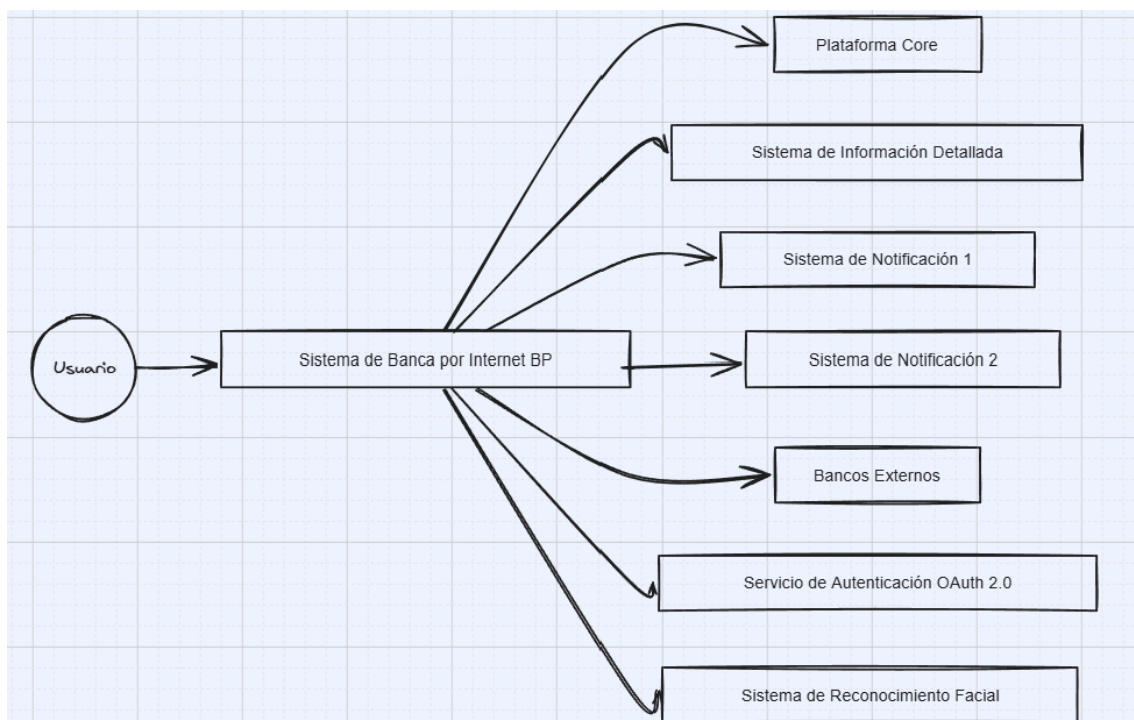 Plataforma Core
Sistema de Información Detallada
Sistema de Notificación 1
Usuario
Sistema de Banca por Internet BP
Sistema de Notificación 2
Bancos Externos
Servicio de Autenticación OAuth 2.0
Sistema de Reconocimiento Facial